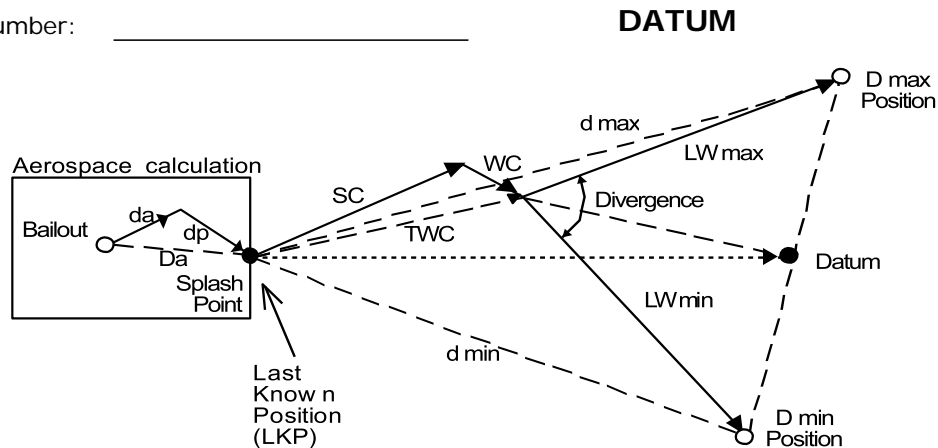 umber:
DATUM
D max
Position
d max
LW max
WC
SC
Divergence
TWC
Aerospace calculation
Bailout
da
dp
Da
Splash
Point
Datum
LW min
d min
Last
Know n
Position
(LKP)
D min
Position